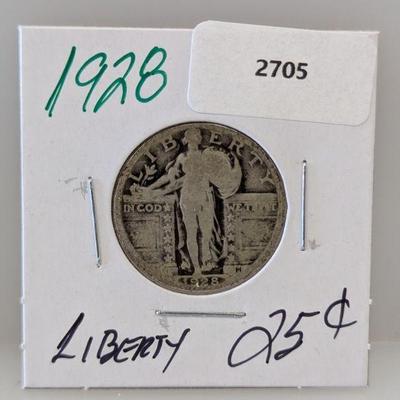 1928
2705
LIBERTY
IN GOD WE TRUST
1928
M
LIBERTY 25¢